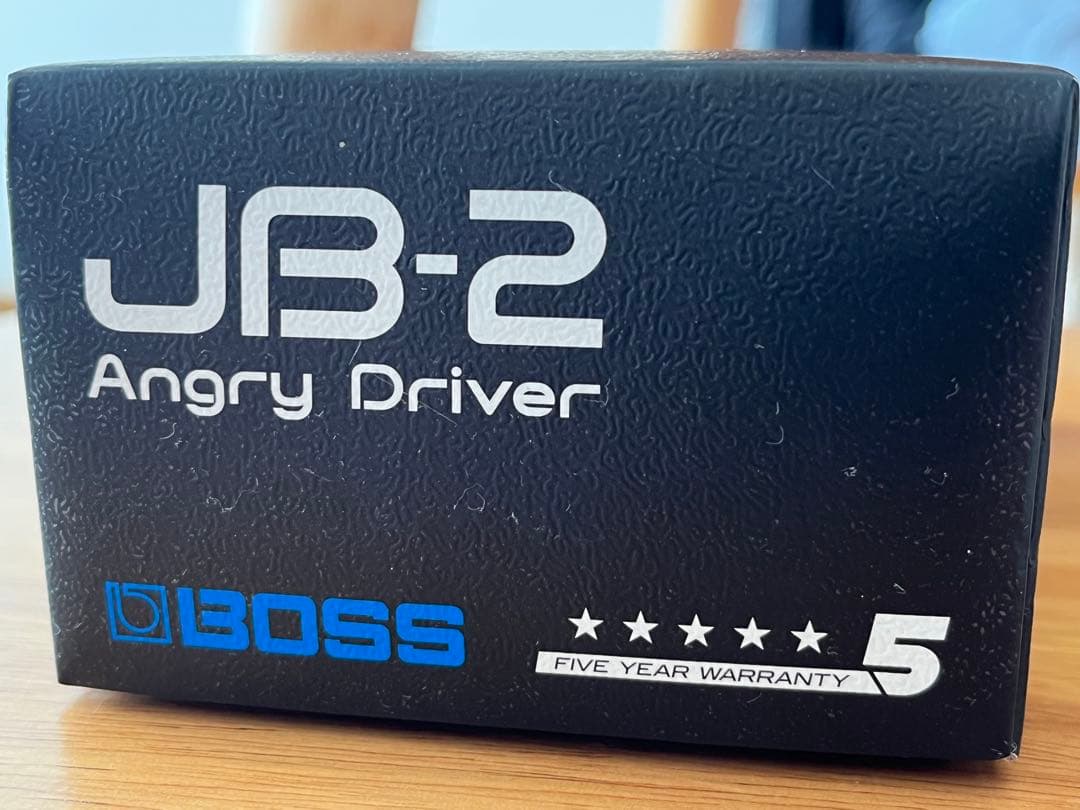 JB-2
Angry Driver
BOSS
5
FIVE YEAR WARRANTY